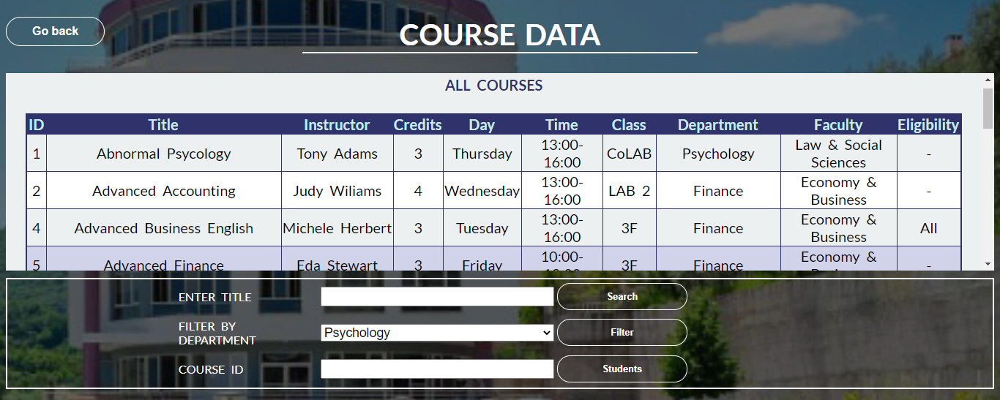 Go back
COURSE DATA
ALL COURSES
ID Title Instructor Credits Day Time Class Department Faculty Eligibility
1 Abnormal Psycology Tony Adams 3 Thursday 13:00-16:00 CoLAB Psychology Law & Social Sciences -
2 Advanced Accounting Judy Wiliams 4 Wednesday 13:00-16:00 LAB 2 Finance Economy & Business -
4 Advanced Business English Michele Herbert 3 Tuesday 13:00-16:00 3F Finance Economy & Business All
5 Advanced Finance Eda Stewart 3 Friday 10:00- 3F Finance Economy & -
ENTER TITLE Search
FILTER BY DEPARTMENT Psychology Filter
COURSE ID Students